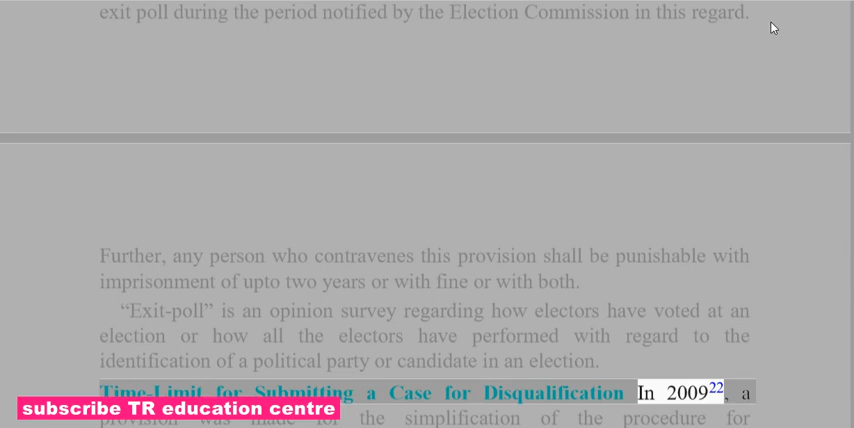 exit poll during the period notified by the Election Commission in this regard.
Further, any person who contravenes this provision shall be punishable with
imprisonment of upto two years or with fine or with both.
“Exit-poll” is an opinion survey regarding how electors have voted at an
election or how all the electors have performed with regard to the
identification of a political party or candidate in an election.
Time-Limit for Submitting a Case for Disqualification In 2009²², a
subscribe TR education centre
provision was made for the simplification of the procedure for